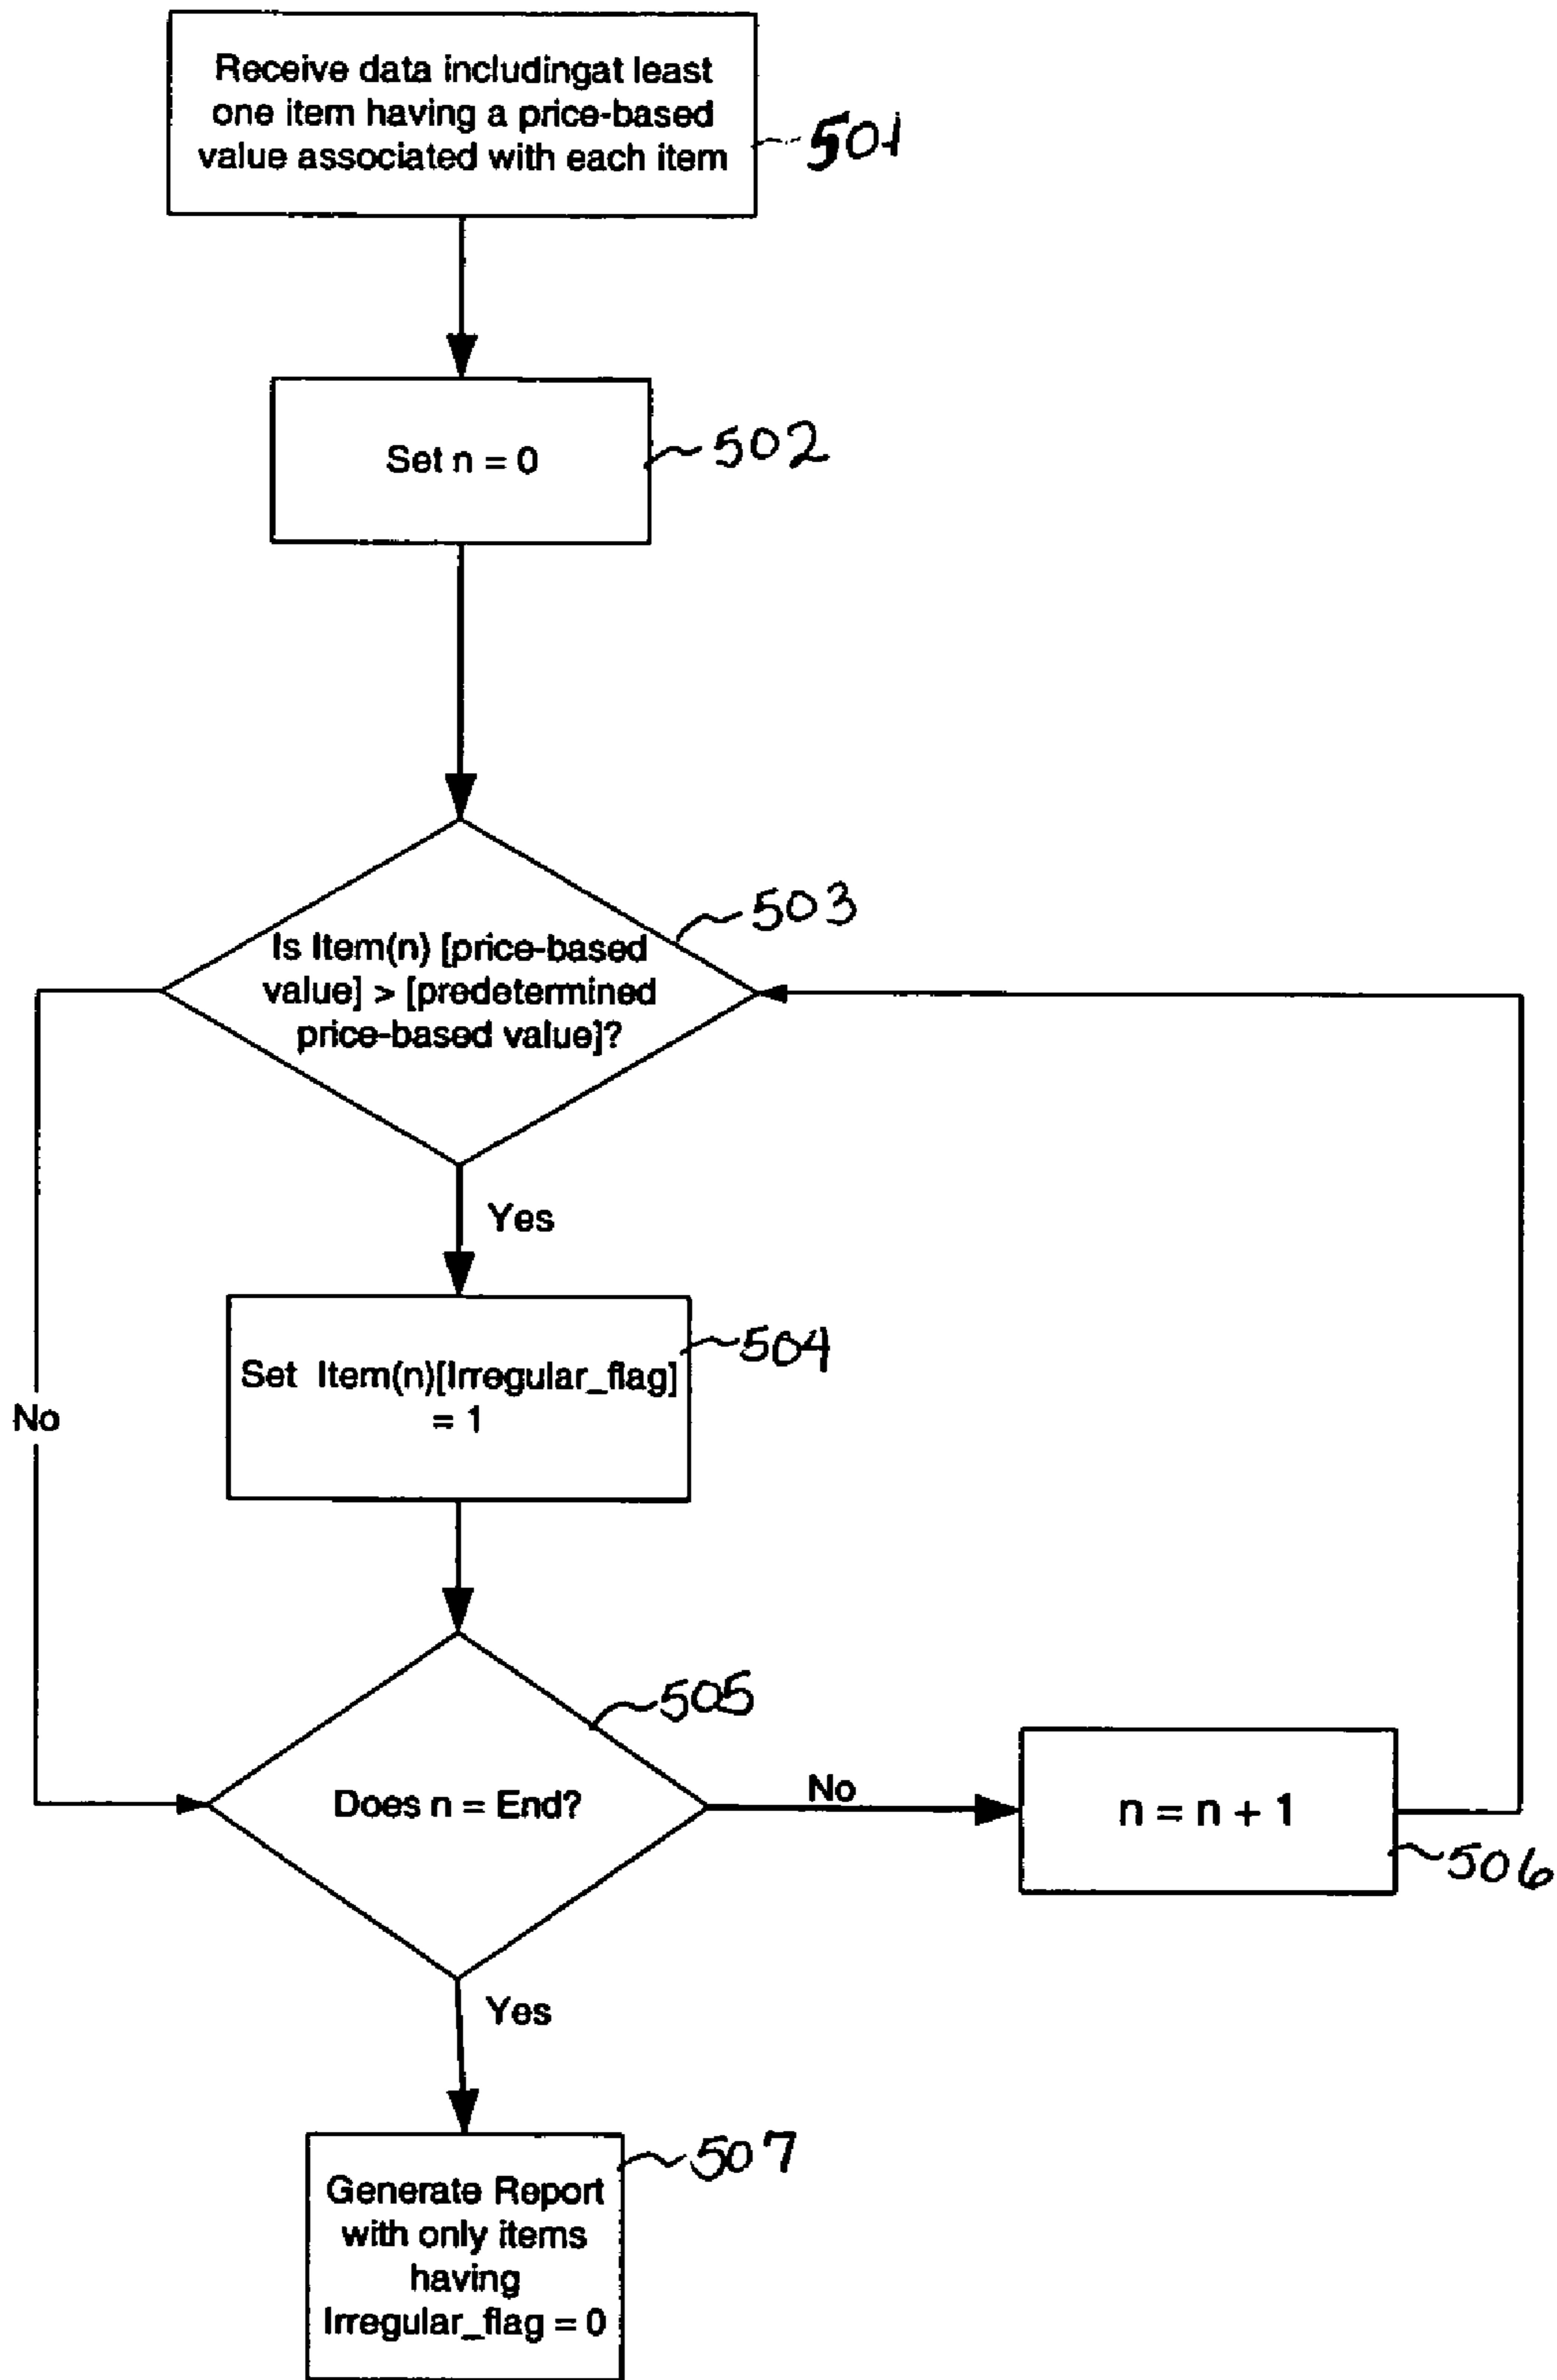 Receive data includingat least
one item having a price-based
value associated with each item
501
Set n = 0
502
503
Is Item(n) [price-based
value] > [predetermined
price-based value]?
Yes
504
Set Item(n)[Irregular_flag]
= 1
No
505
Does n = End?
No
n = n + 1
506
Yes
507
Generate Report
with only items
having
Irregular_flag = 0